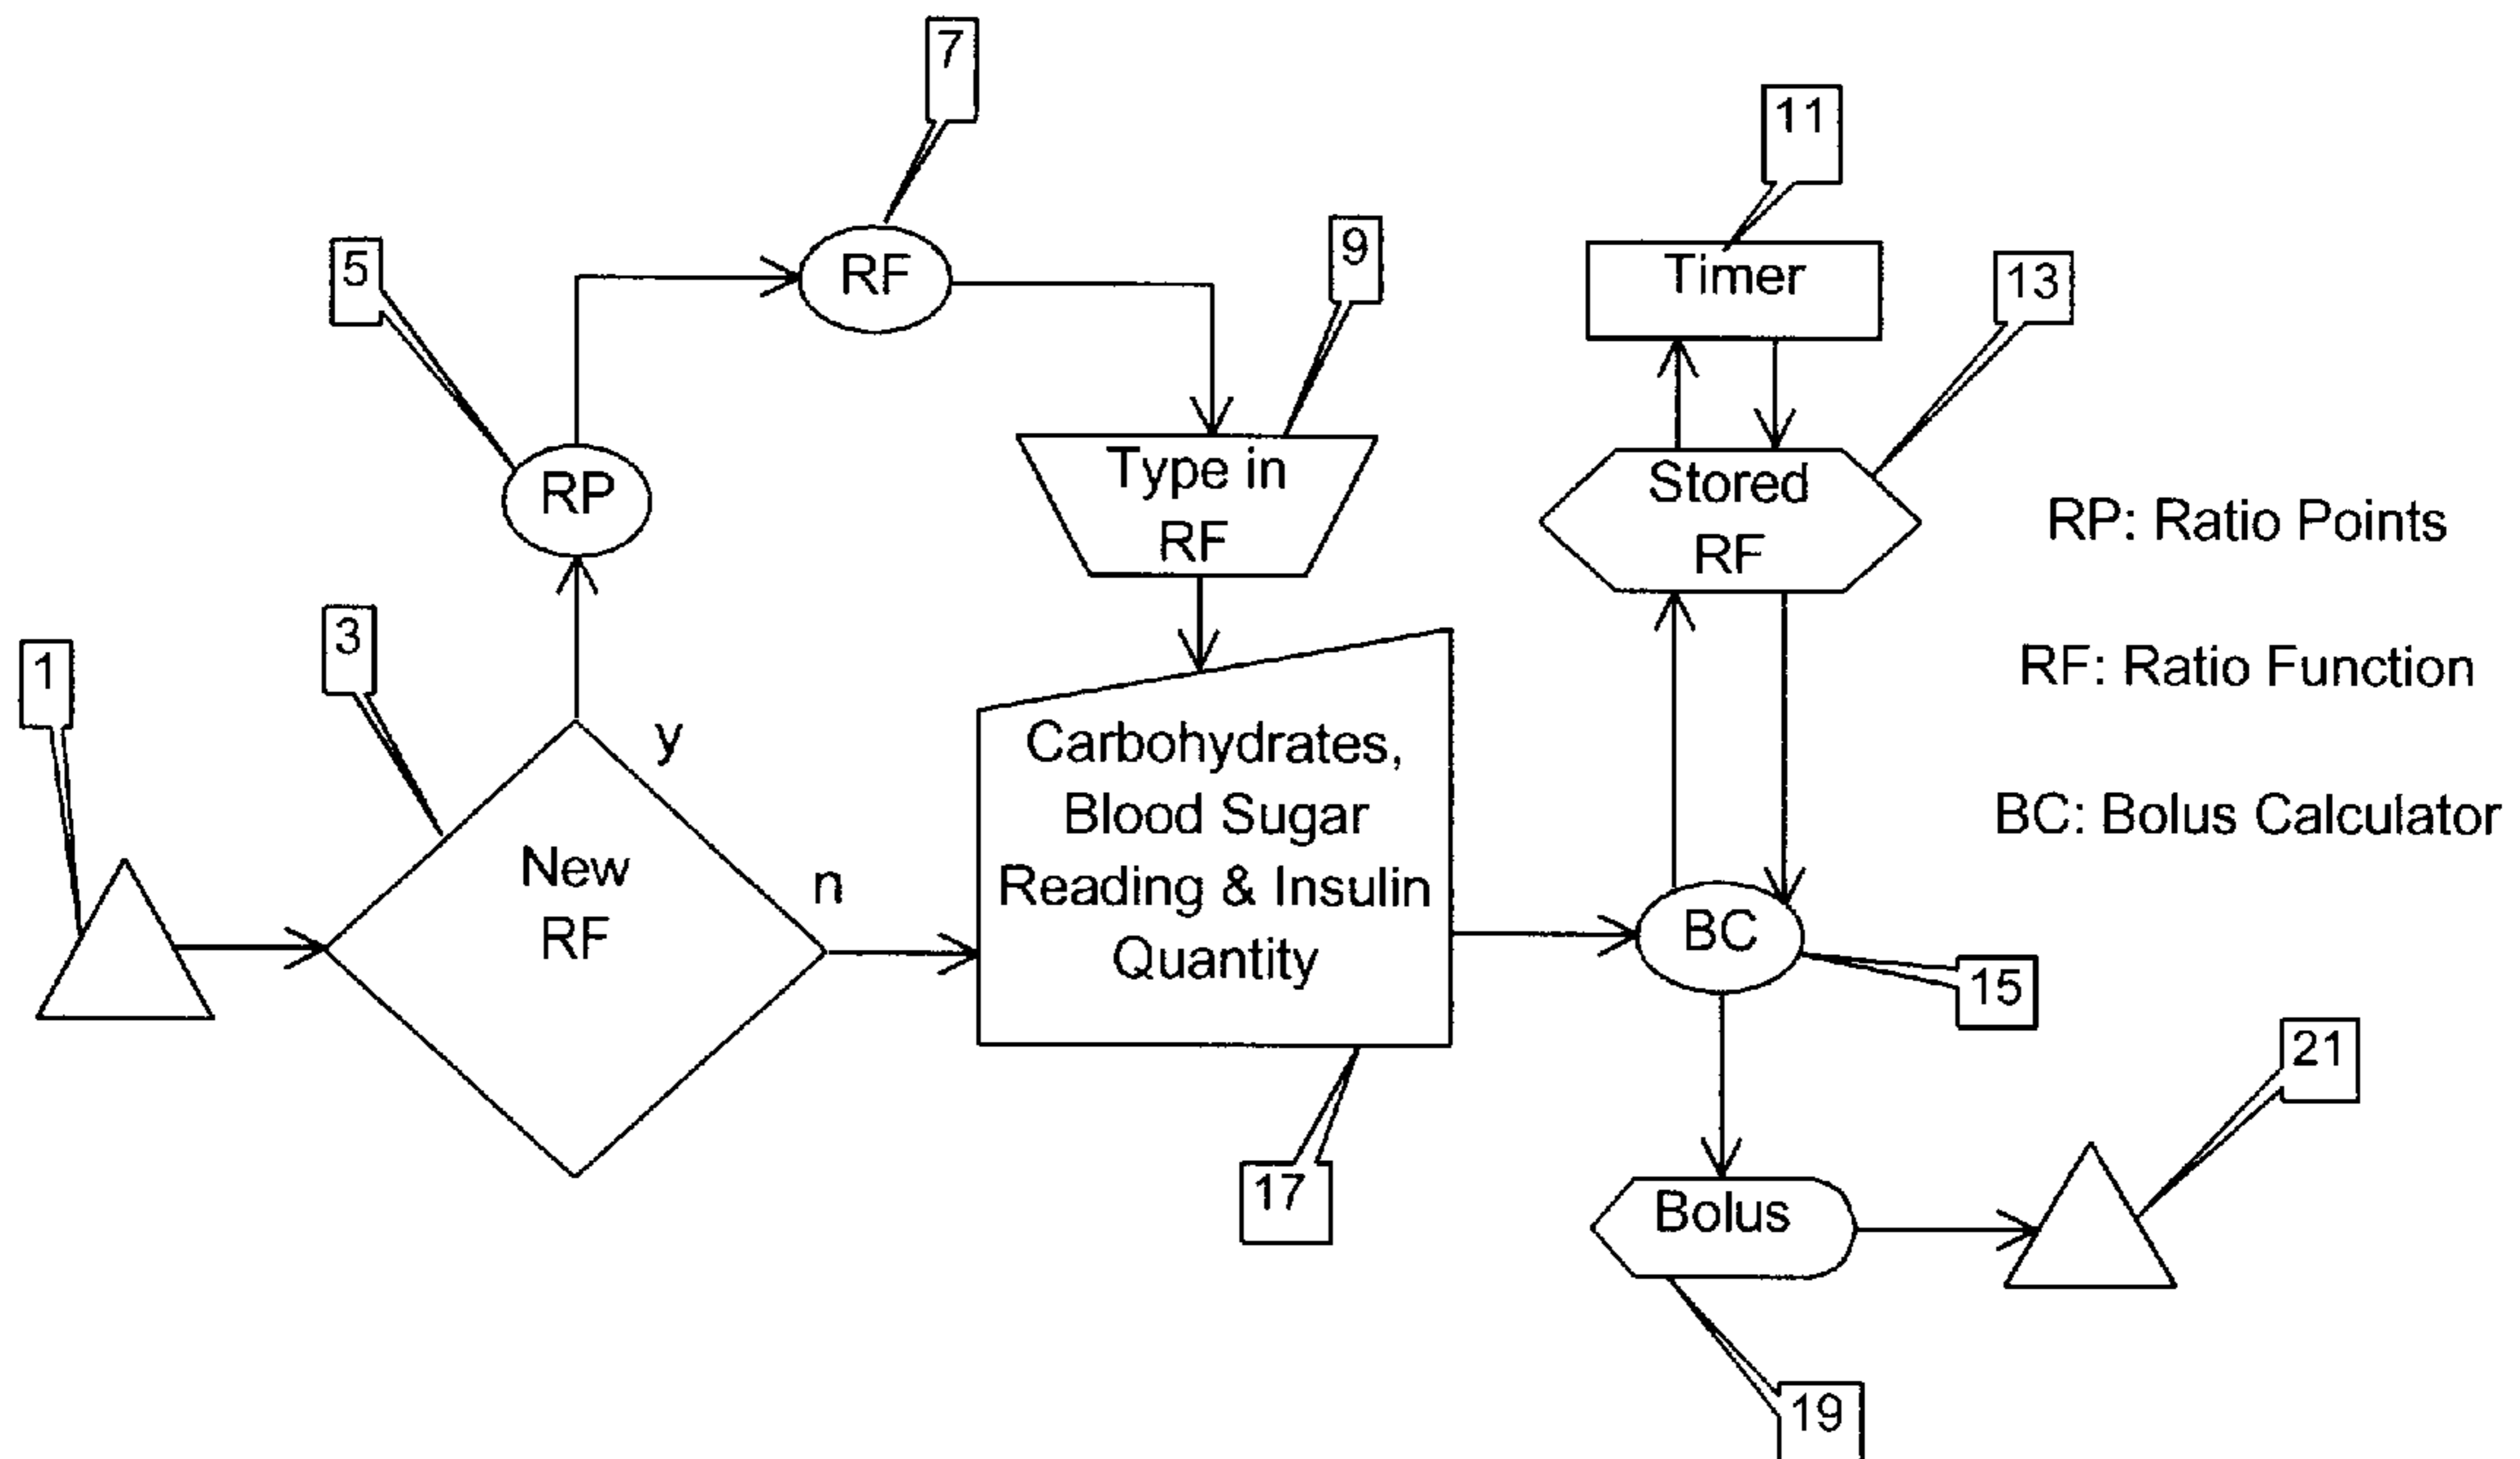 7
11
5
RF
9
Timer
13
RP
Type in
RF
Stored
RF
RP: Ratio Points
1
3
RF: Ratio Function
y
Carbohydrates,
Blood Sugar
Reading & Insulin
Quantity
BC: Bolus Calculator
New
RF
n
BC
15
21
17
Bolus
19